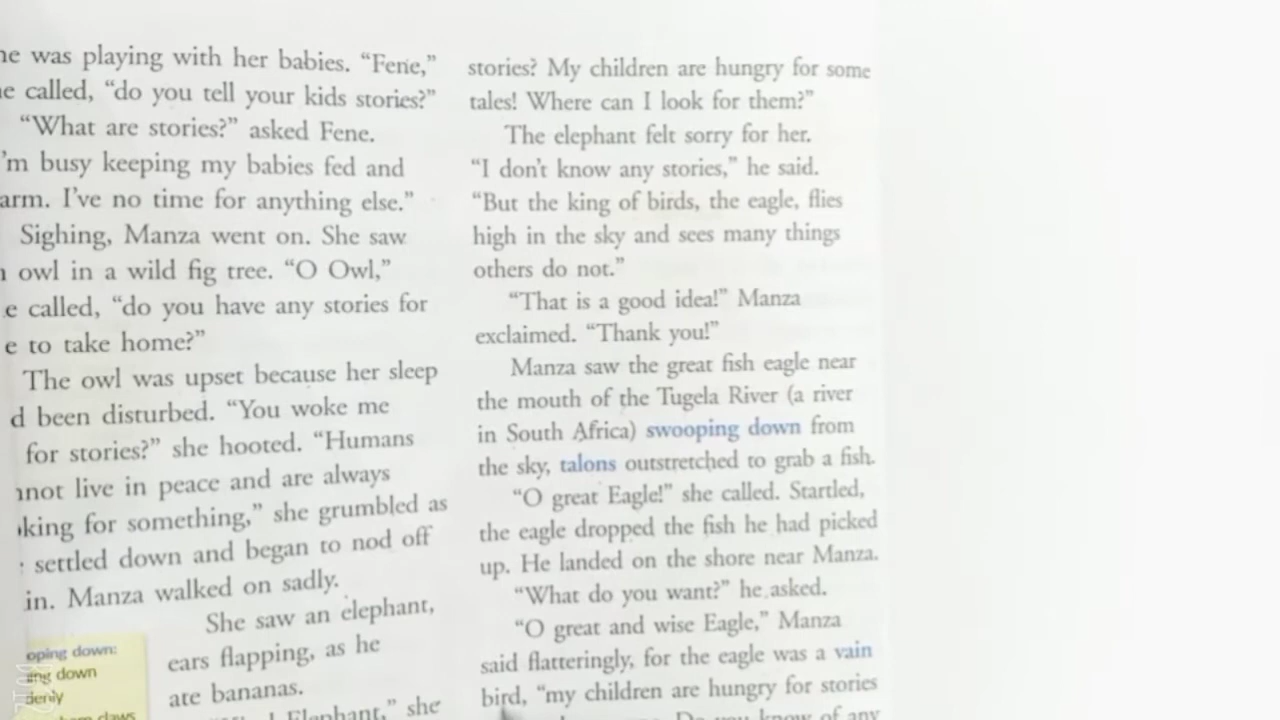 was playing with her babies. “Fene,”
called, “do you tell your kids stories?”
“What are stories?” asked Fene.
’m busy keeping my babies fed and
arm. I’ve no time for anything else.”
Sighing, Manza went on. She saw
owl in a wild fig tree. “O Owl,”
called, “do you have any stories for
to take home?”
The owl was upset because her sleep
d been disturbed. “You woke me
for stories?” she hooted. “Humans
nnot live in peace and are always
king for something,” she grumbled as
settled down and began to nod off
in. Manza walked on sadly.
She saw an elephant,
ears flapping, as he
ate bananas.
Elephant,” she
oping down:
ing down
denly
claws
stories? My children are hungry for some
tales! Where can I look for them?”
The elephant felt sorry for her.
“I don’t know any stories,” he said.
“But the king of birds, the eagle, flies
high in the sky and sees many things
others do not.”
“That is a good idea!” Manza
exclaimed. “Thank you!”
Manza saw the great fish eagle near
the mouth of the Tugela River (a river
in South Africa) swooping down from
the sky, talons outstretched to grab a fish.
“O great Eagle!” she called. Startled,
the eagle dropped the fish he had picked
up. He landed on the shore near Manza.
“What do you want?” he asked.
“O great and wise Eagle,” Manza
said flatteringly, for the eagle was a vain
bird, “my children are hungry for stories
Do you know of any